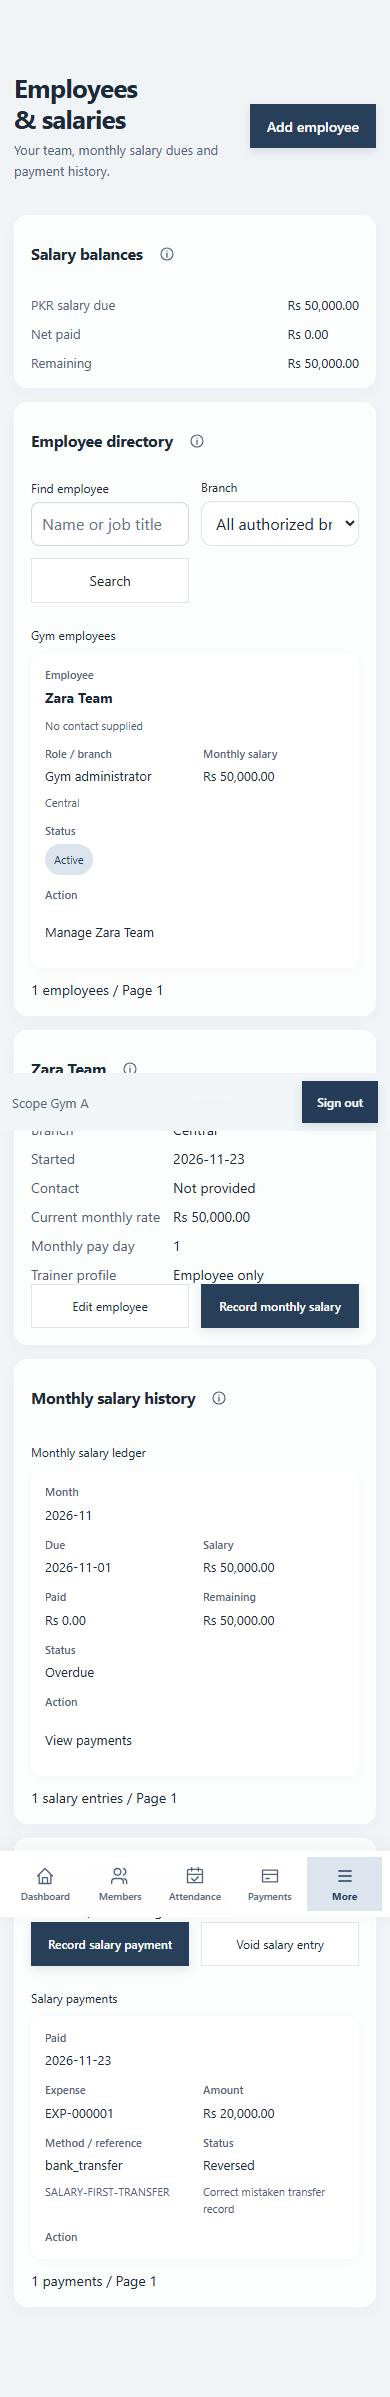 Employees
& salaries
Add employee
Your team, monthly salary dues and
payment history.
Salary balances
PKR salary due Rs 50,000.00
Net paid Rs 0.00
Remaining Rs 50,000.00
Employee directory
Find employee Branch
Name or job title All authorized br
Search
Gym employees
Employee
Zara Team
No contact supplied
Role / branch Monthly salary
Gym administrator Rs 50,000.00
Central
Status
Active
Action
Manage Zara Team
1 employees / Page 1
Zara Team
Scope Gym A Sign out
Branch Central
Started 2026-11-23
Contact Not provided
Current monthly rate Rs 50,000.00
Monthly pay day 1
Trainer profile Employee only
Edit employee Record monthly salary
Monthly salary history
Monthly salary ledger
Month
2026-11
Due Salary
2026-11-01 Rs 50,000.00
Paid Remaining
Rs 0.00 Rs 50,000.00
Status
Overdue
Action
View payments
1 salary entries / Page 1
Dashboard Members Attendance Payments More
Record salary payment Void salary entry
Salary payments
Paid
2026-11-23
Expense Amount
EXP-000001 Rs 20,000.00
Method / reference Status
bank_transfer Reversed
SALARY-FIRST-TRANSFER Correct mistaken transfer
record
Action
1 payments / Page 1